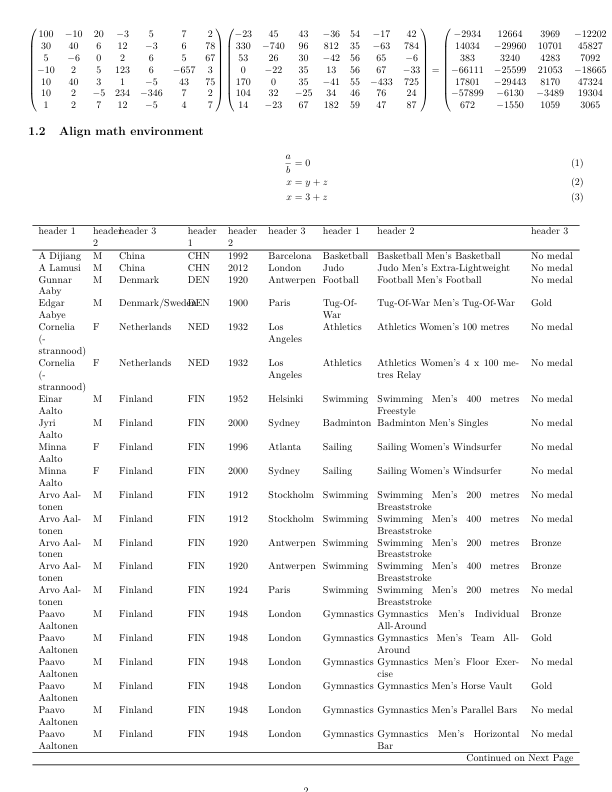 100 −10 20 −3 5 7 2 −23 45 43 −36 54 −17 42 −2934 12664 3969 −12202
30 40 6 12 −3 6 78 330 −740 96 812 35 −63 784 14034 −29960 10701 45827
5 −6 0 2 6 5 67 53 26 30 −42 56 65 −6 383 3240 4283 7092
−10 2 5 123 6 −657 3 0 −22 35 13 56 67 −33 = −66111 −25599 21053 −18665
10 40 3 1 −5 43 75 170 0 35 −41 55 −433 725 17801 −29443 8170 47324
10 2 −5 234 −346 7 2 104 32 −25 34 46 76 24 −57899 −6130 −3489 19304
1 2 7 12 −5 4 7 14 −23 67 182 59 47 87 672 −1550 1059 3065
1.2 Align math environment
a/b = 0 (1)
x = y + z (2)
x = 3 + z (3)
header 1 header header 3 header header header 3 header 1 header 2 header 3
2 1 2
A Dijiang M China CHN 1992 Barcelona Basketball Basketball Men's Basketball No medal
A Lamusi M China CHN 2012 London Judo Judo Men's Extra-Lightweight No medal
Gunnar M Denmark DEN 1920 Antwerpen Football Football Men's Football No medal
Aaby
Edgar M Denmark/Sweden DEN 1900 Paris Tug-Of- Tug-Of-War Men's Tug-Of-War Gold
Aabye War
Cornelia F Netherlands NED 1932 Los Athletics Athletics Women's 100 metres No medal
(- Angeles
strannood)
Cornelia F Netherlands NED 1932 Los Athletics Athletics Women's 4 x 100 me- No medal
(- Angeles tres Relay
strannood)
Einar M Finland FIN 1952 Helsinki Swimming Swimming Men's 400 metres No medal
Aalto Freestyle
Jyri M Finland FIN 2000 Sydney Badminton Badminton Men's Singles No medal
Aalto
Minna F Finland FIN 1996 Atlanta Sailing Sailing Women's Windsurfer No medal
Aalto
Minna F Finland FIN 2000 Sydney Sailing Sailing Women's Windsurfer No medal
Aalto
Arvo Aal- M Finland FIN 1912 Stockholm Swimming Swimming Men's 200 metres No medal
tonen Breaststroke
Arvo Aal- M Finland FIN 1912 Stockholm Swimming Swimming Men's 400 metres No medal
tonen Breaststroke
Arvo Aal- M Finland FIN 1920 Antwerpen Swimming Swimming Men's 200 metres Bronze
tonen Breaststroke
Arvo Aal- M Finland FIN 1920 Antwerpen Swimming Swimming Men's 400 metres Bronze
tonen Breaststroke
Arvo Aal- M Finland FIN 1924 Paris Swimming Swimming Men's 200 metres No medal
tonen Breaststroke
Paavo M Finland FIN 1948 London Gymnastics Gymnastics Men's Individual Bronze
Aaltonen All-Around
Paavo M Finland FIN 1948 London Gymnastics Gymnastics Men's Team All- Gold
Aaltonen Around
Paavo M Finland FIN 1948 London Gymnastics Gymnastics Men's Floor Exer- No medal
Aaltonen cise
Paavo M Finland FIN 1948 London Gymnastics Gymnastics Men's Horse Vault Gold
Aaltonen
Paavo M Finland FIN 1948 London Gymnastics Gymnastics Men's Parallel Bars No medal
Aaltonen
Paavo M Finland FIN 1948 London Gymnastics Gymnastics Men's Horizontal No medal
Aaltonen Bar
Continued on Next Page